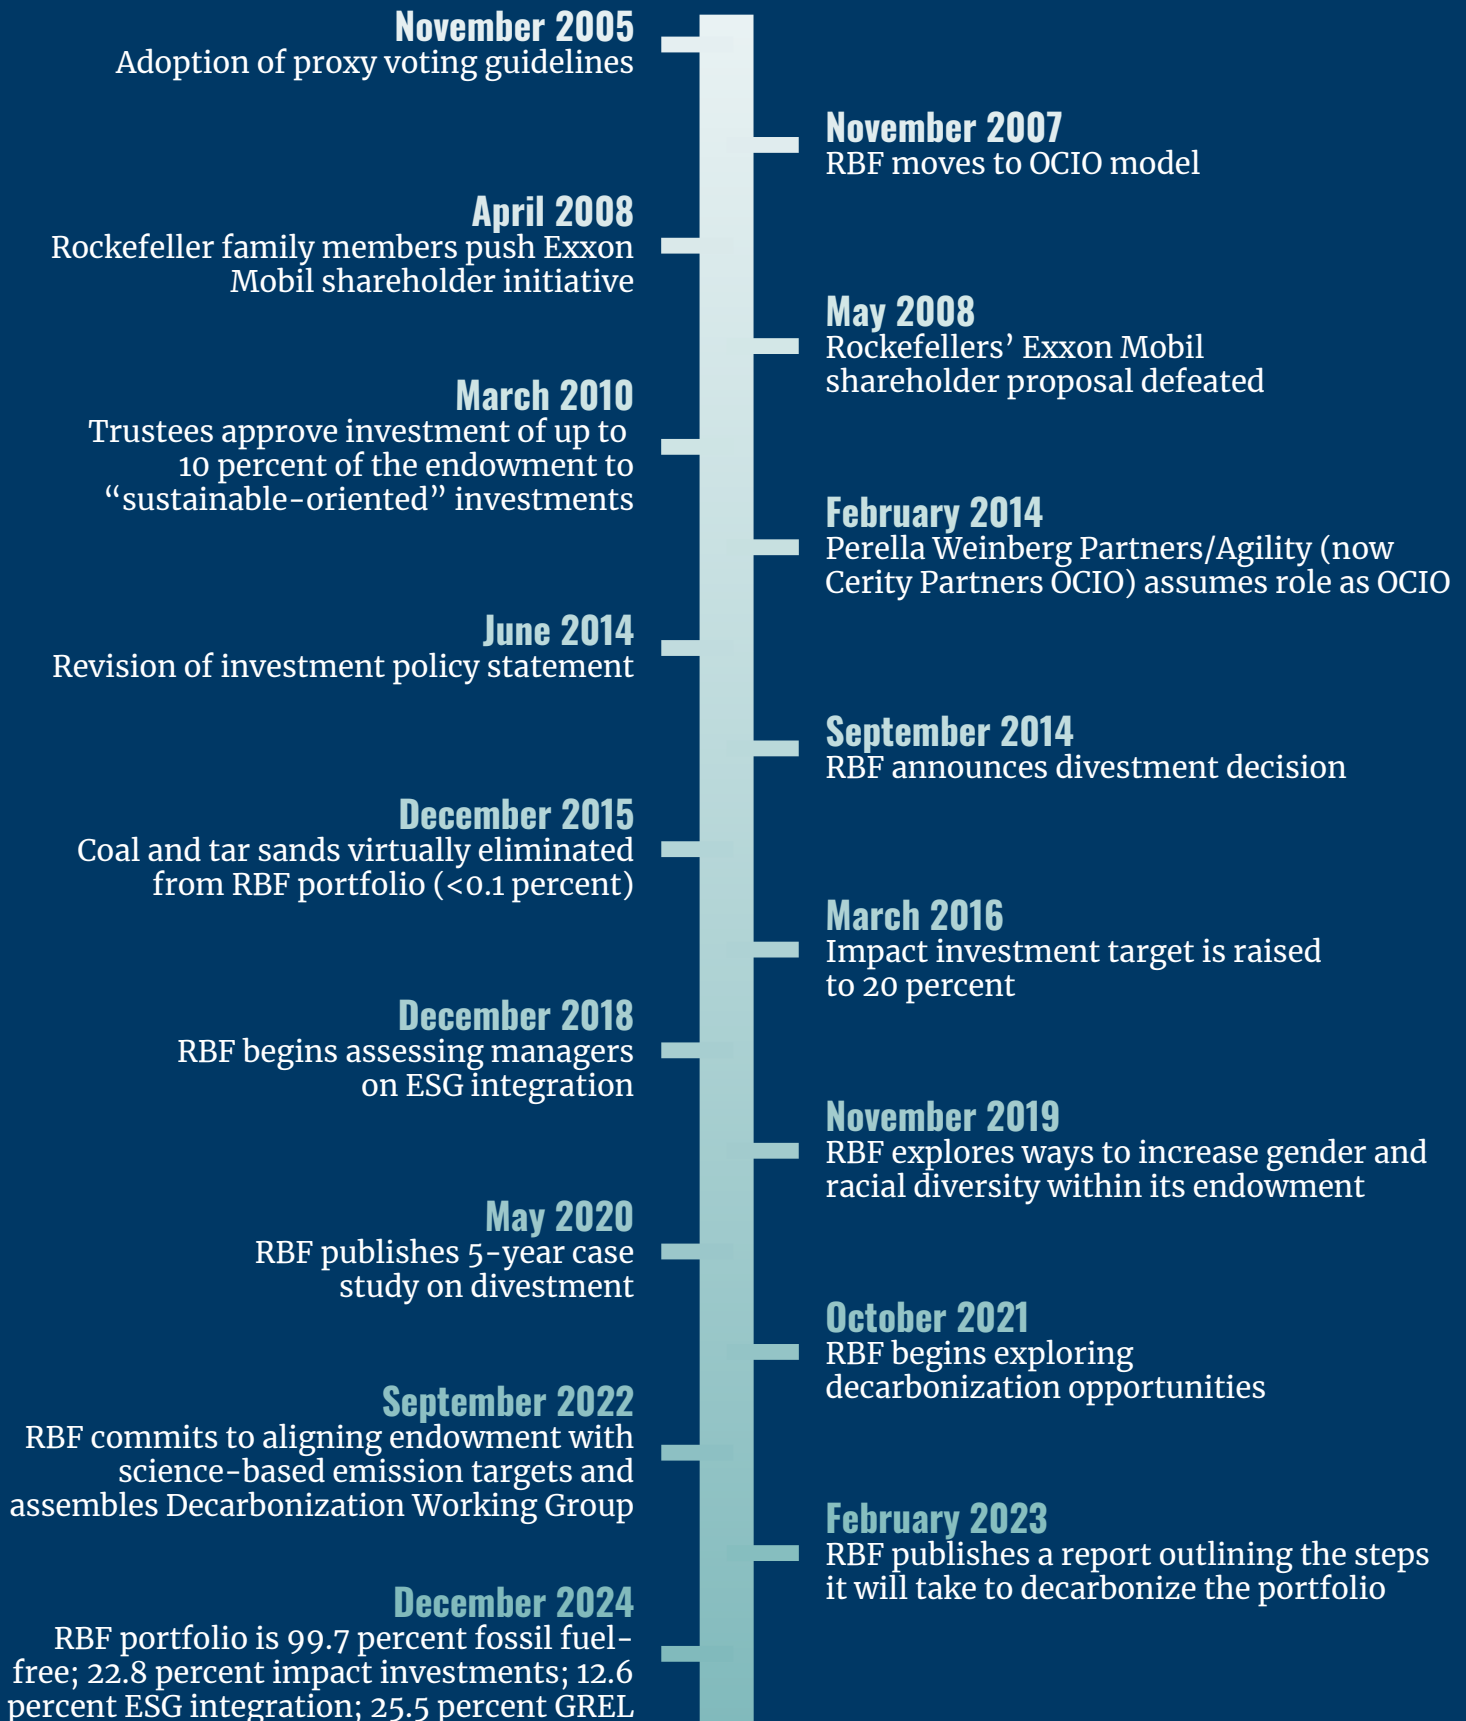 November 2005
Adoption of proxy voting guidelines
November 2007
RBF moves to OCIO model
April 2008
Rockefeller family members push Exxon
Mobil shareholder initiative
May 2008
Rockefellers’ Exxon Mobil
shareholder proposal defeated
March 2010
Trustees approve investment of up to
10 percent of the endowment to
“sustainable-oriented” investments
February 2014
Perella Weinberg Partners/Agility (now
Cerity Partners OCIO) assumes role as OCIO
June 2014
Revision of investment policy statement
September 2014
RBF announces divestment decision
December 2015
Coal and tar sands virtually eliminated
from RBF portfolio (<0.1 percent)
March 2016
Impact investment target is raised
to 20 percent
December 2018
RBF begins assessing managers
on ESG integration
November 2019
RBF explores ways to increase gender and
racial diversity within its endowment
May 2020
RBF publishes 5-year case
study on divestment
October 2021
RBF begins exploring
decarbonization opportunities
September 2022
RBF commits to aligning endowment with
science-based emission targets and
assembles Decarbonization Working Group
February 2023
RBF publishes a report outlining the steps
it will take to decarbonize the portfolio
December 2024
RBF portfolio is 99.7 percent fossil fuel-
free; 22.8 percent impact investments; 12.6
percent ESG integration; 25.5 percent GREL